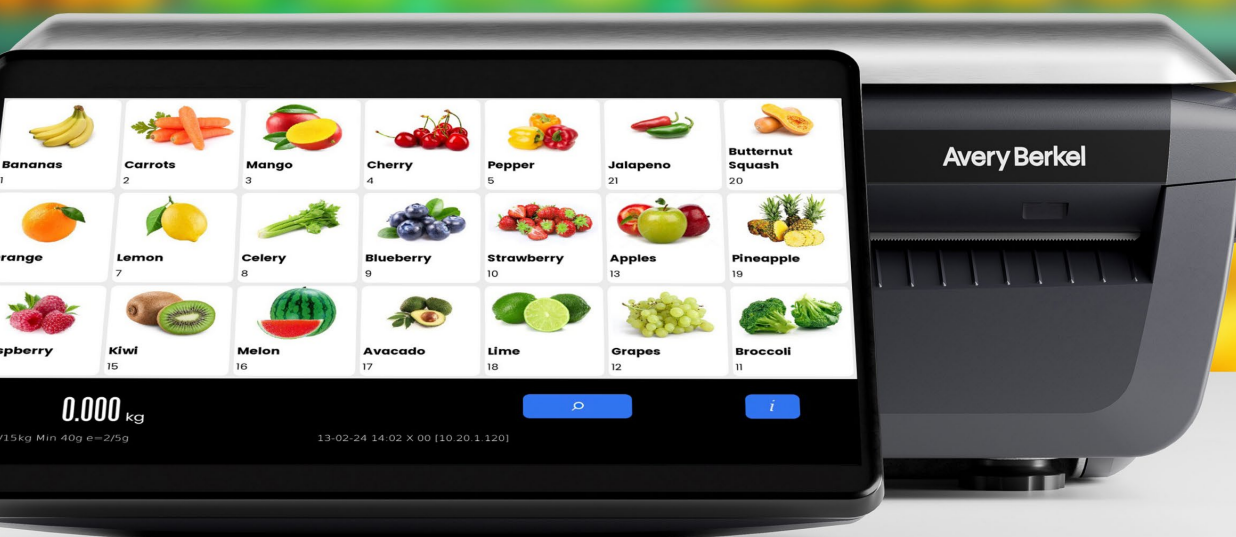 Bananas
1
Carrots
2
Mango
3
Cherry
4
Pepper
5
Jalapeno
21
Butternut
Squash
20
range
Lemon
7
Celery
8
Blueberry
9
Strawberry
10
Apples
13
Pineapple
19
spberry
Kiwi
15
Melon
16
Avacado
17
Lime
18
Grapes
12
Broccoli
11
0.000 kg
/15kg Min 40g e=2/5g
13-02-24 14:02 X 00 [10.20.1.120]
i
Avery Berkel